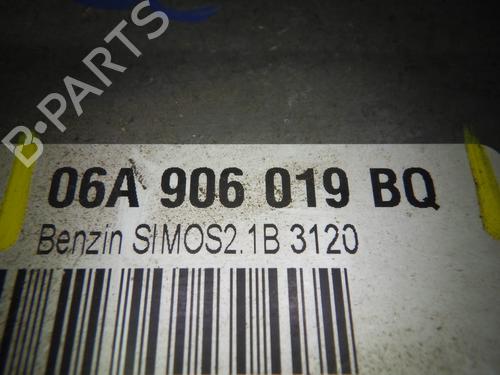 B-PARTS
06A 906 019 BQ
Benzin SIMOS2.1B 3120